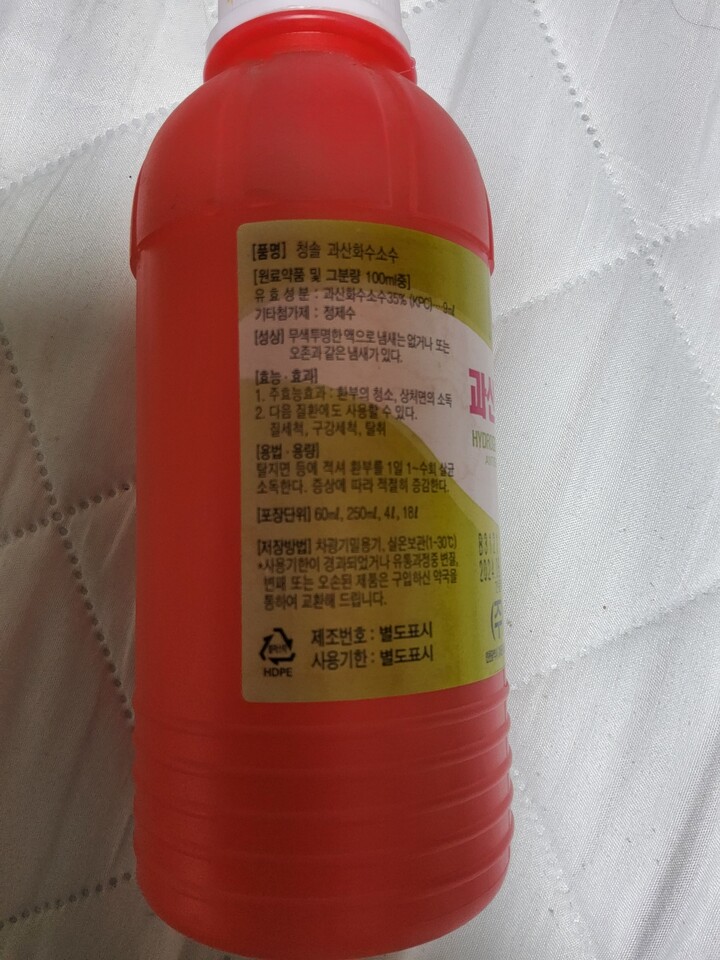 [품명] 청솔 과산화수소수
[원료약품 및 그분량 100ml중]
유 효 성 분 : 과산화수소수35% (KPC)····9㎖
기타첨가제 : 정제수
[성상] 무색투명한 액으로 냄새는 없거나 또는
오존과 같은 냄새가 있다.
[효능·효과]
1. 주효능효과 : 환부의 청소, 상처면의 소독
2. 다음 질환에도 사용할 수 있다.
질세척, 구강세척, 탈취
[용법·용량]
탈지면 등에 적셔 환부를 1일 1~수회 살균
소독한다. 증상에 따라 적절히 증감한다.
[포장단위] 60㎖, 250㎖, 4ℓ, 18ℓ
[저장방법] 차광기밀용기, 실온보관(1-30℃)
*사용기한이 경과되었거나 유통과정중 변질,
변패 또는 오손된 제품은 구입하신 약국을
통하여 교환해 드립니다.
HDPE
제조번호 : 별도표시
사용기한 : 별도표시
과산
HYDROG
2024